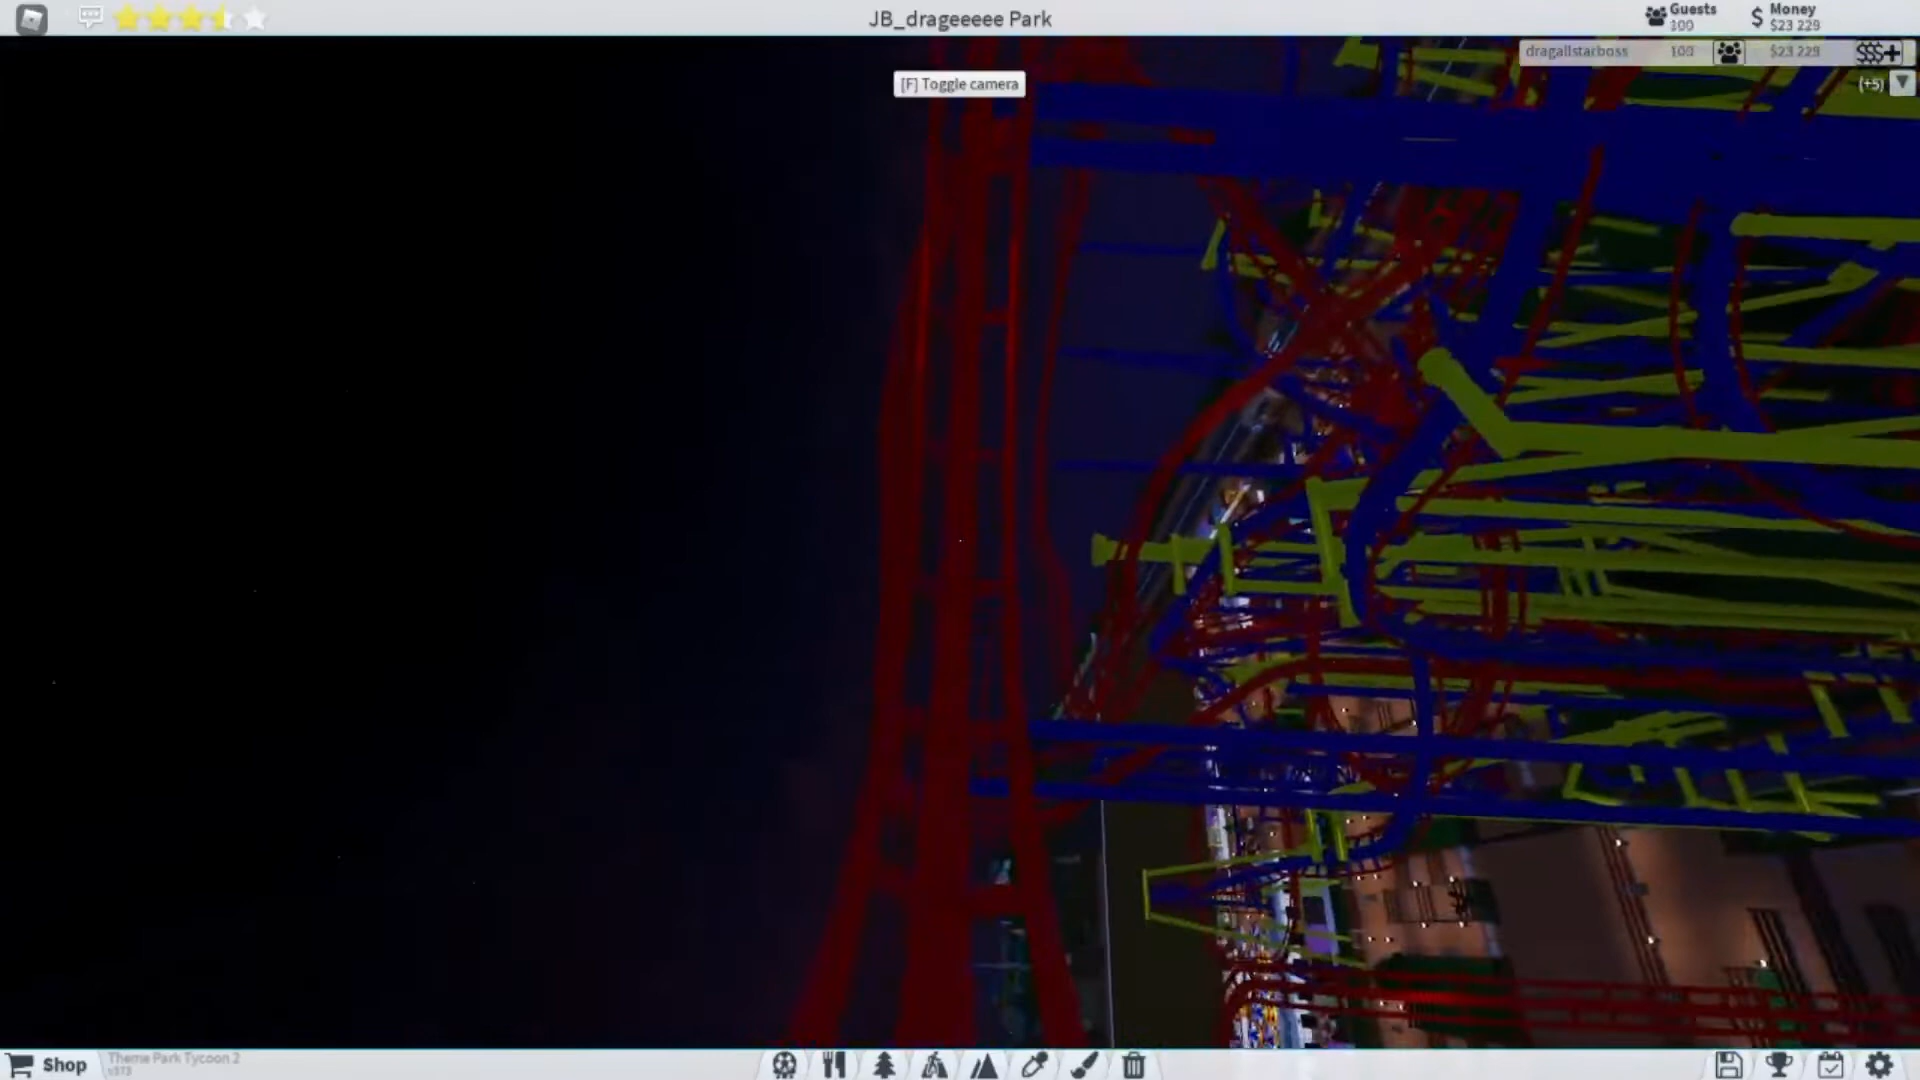 JB_drageeeee Park
Guests
100
$ Money
$23 229
dragallstarboss 100 $23 229 $$$+
[F] Toggle camera
(+5)
Shop
Theme Park Tycoon 2
v373